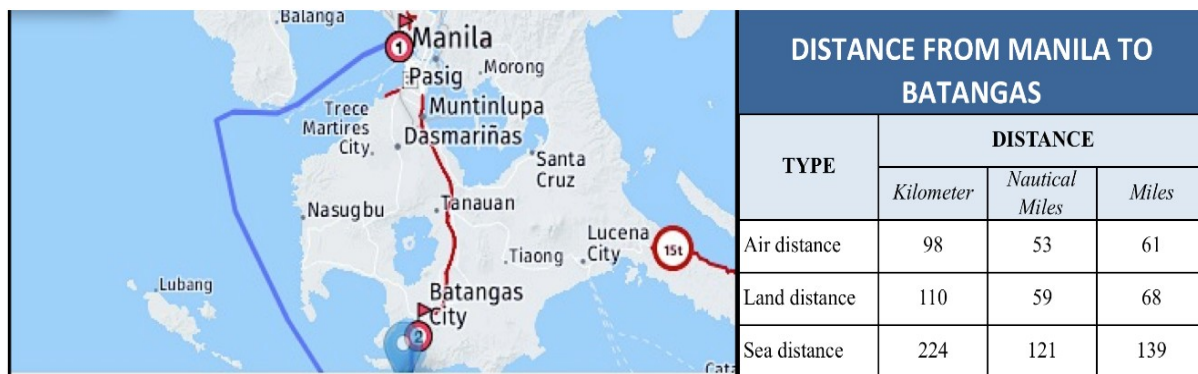 Balanga
1
Manila
Pasig
Morong
Trece
Martires
City
Muntinlupa
Dasmariñas
Santa
Cruz
Nasugbu
Tanauan
Lucena
City
15t
Tiaong
Lubang
Batangas
City
2
Cata
DISTANCE FROM MANILA TO
BATANGAS
TYPE
DISTANCE
Kilometer
Nautical
Miles
Miles
Air distance 98 53 61
Land distance 110 59 68
Sea distance 224 121 139